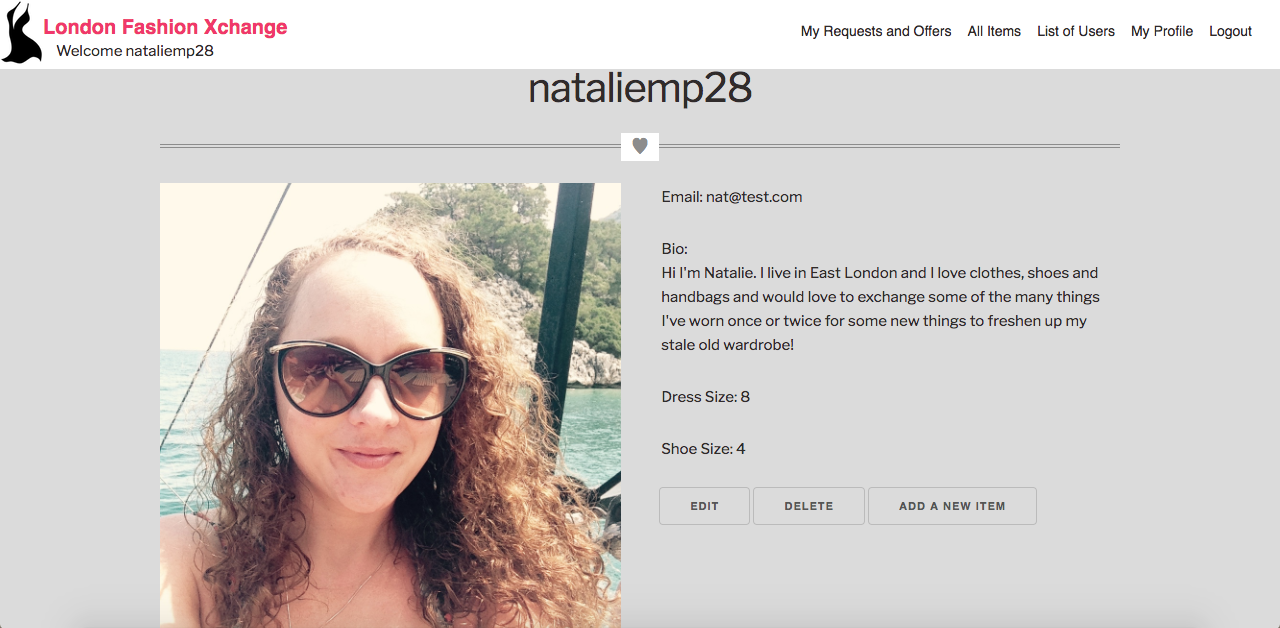 London Fashion Xchange
Welcome nataliemp28
My Requests and Offers All Items List of Users My Profile Logout
nataliemp28
Email: nat@test.com
Bio:
Hi I'm Natalie. I live in East London and I love clothes, shoes and
handbags and would love to exchange some of the many things
I've worn once or twice for some new things to freshen up my
stale old wardrobe!
Dress Size: 8
Shoe Size: 4
EDIT DELETE ADD A NEW ITEM